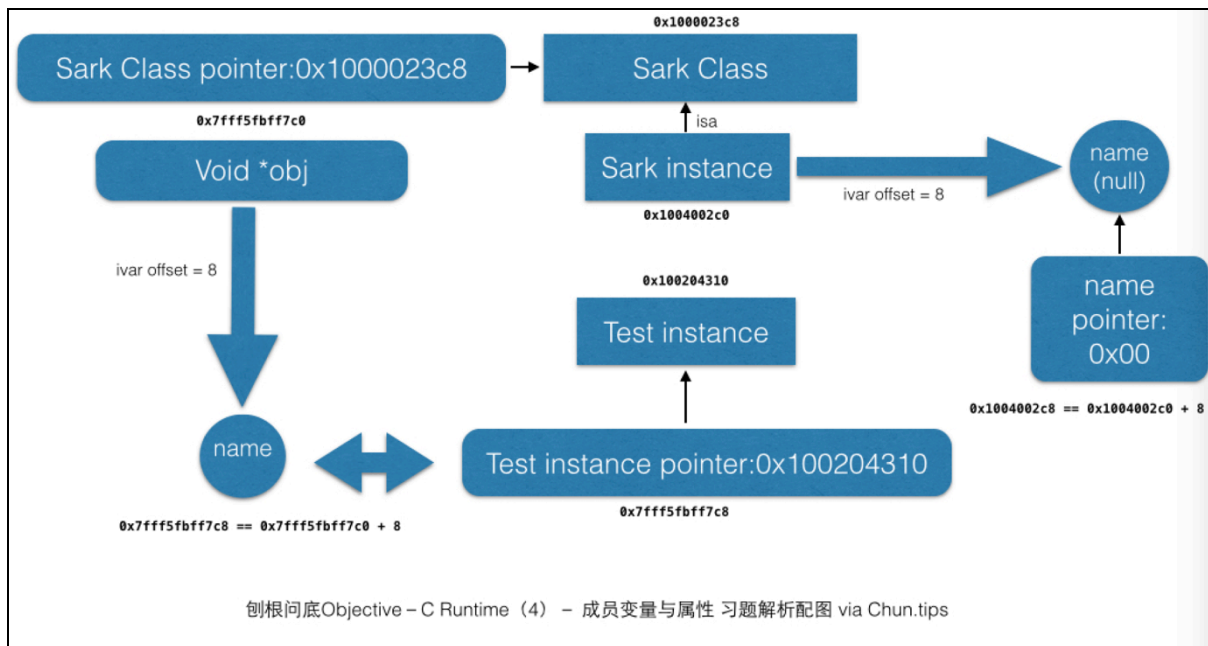 0x1000023c8
Sark Class pointer:0x1000023c8
Sark Class
0x7fff5fbff7c0
isa
Void *obj
Sark instance
name
(null)
ivar offset = 8
0x1004002c0
ivar offset = 8
0x100204310
name
pointer:
0x00
Test instance
0x1004002c8 == 0x1004002c0 + 8
name
Test instance pointer:0x100204310
0x7fff5fbff7c8
0x7fff5fbff7c8 == 0x7fff5fbff7c0 + 8
刨根问底Objective – C Runtime（4）－ 成员变量与属性 习题解析配图 via Chun.tips